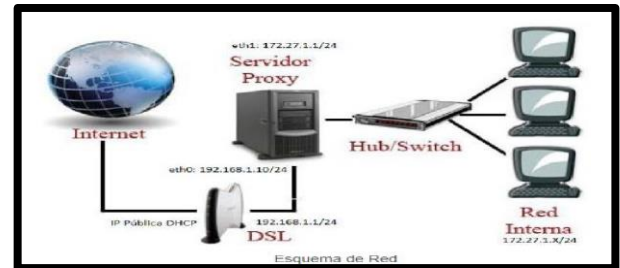 eth1: 172.27.1.1/24
Servidor
Proxy
Internet
Hub/Switch
eth0: 192.168.1.10/24
IP Pública DHCP
192.168.1.1/24
DSL
Red
Interna
172.27.1.X/24
Esquema de Red